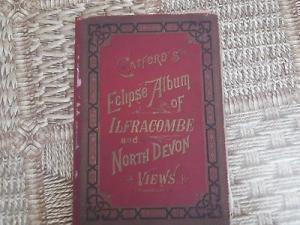 Catford's
Eclipse Album
of
Ilfracombe
and
North Devon
Views